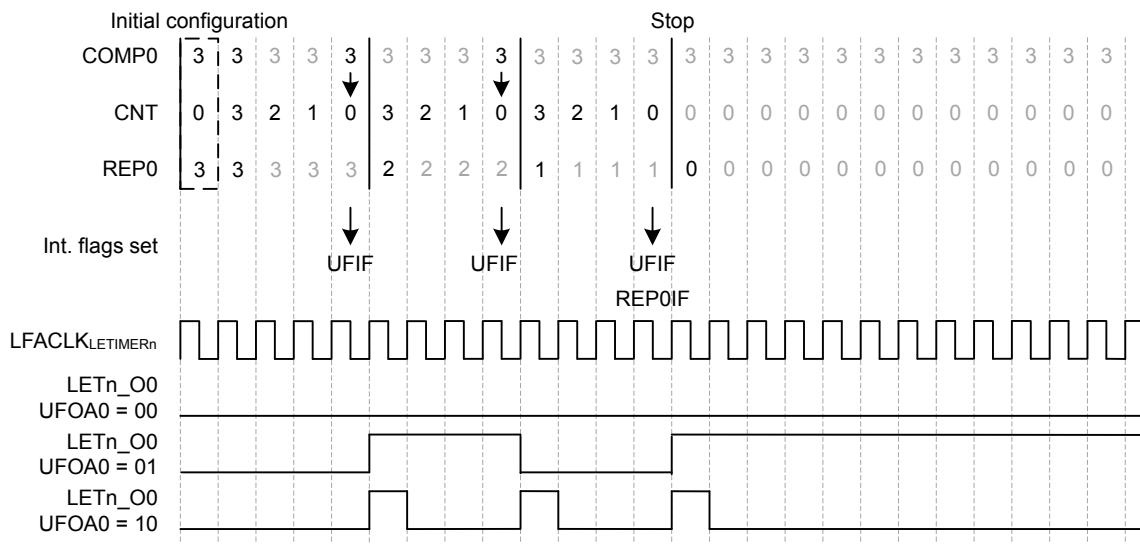 Initial configuration Stop
COMP0 3 3 3 3 3 3 3 3 3 3 3 3 3 3 3 3 3 3 3 3 3 3 3 3 3
CNT 0 3 2 1 0 3 2 1 0 3 2 1 0 0 0 0 0 0 0 0 0 0 0 0 0
REP0 3 3 3 3 3 2 2 2 2 1 1 1 1 0 0 0 0 0 0 0 0 0 0 0 0
Int. flags set
UFIF UFIF UFIF
REP0IF
LFACLKLETIMERn
LETn_O0
UFOA0 = 00
LETn_O0
UFOA0 = 01
LETn_O0
UFOA0 = 10